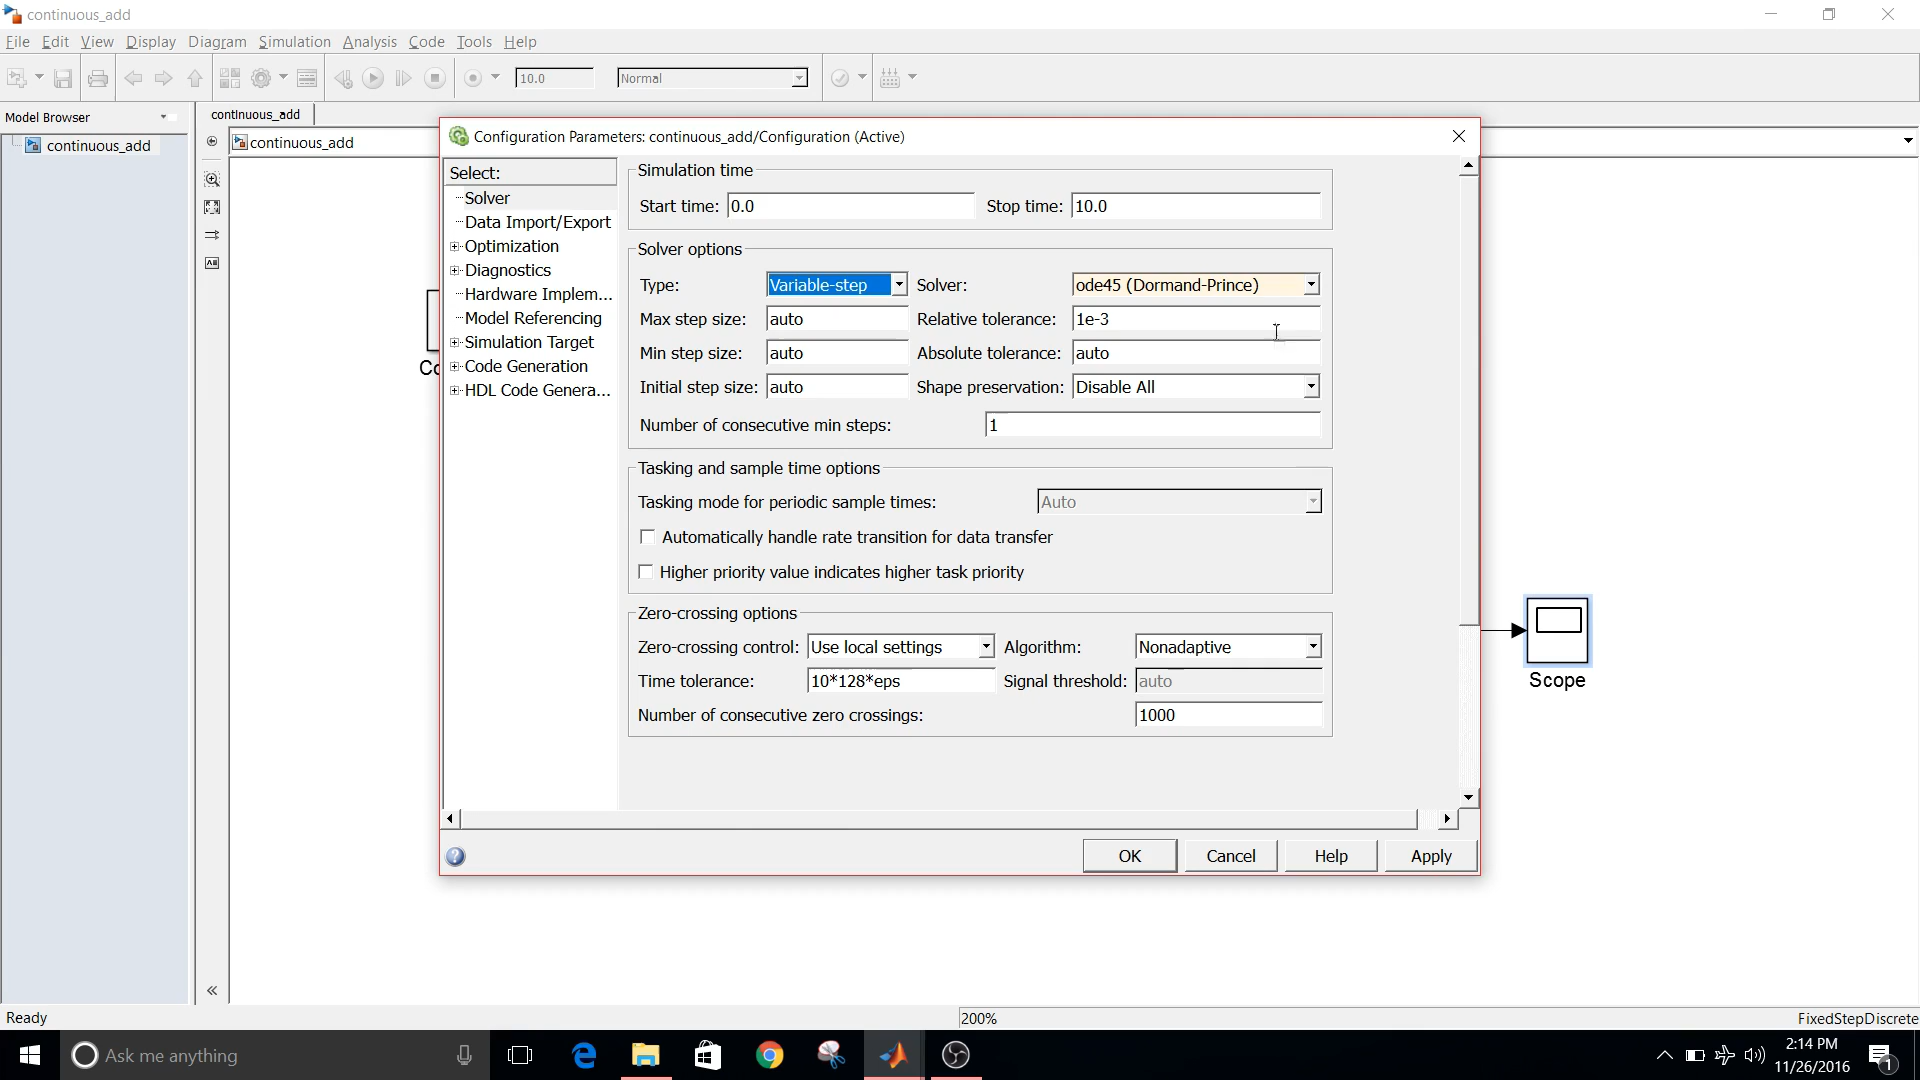 continuous_add
File Edit View Display Diagram Simulation Analysis Code Tools Help
10.0 Normal
Model Browser
continuous_add
continuous_add
continuous_add
Configuration Parameters: continuous_add/Configuration (Active)
Select:
Solver
Data Import/Export
Optimization
Diagnostics
Hardware Implem...
Model Referencing
Simulation Target
Code Generation
HDL Code Genera...
Simulation time
Start time: 0.0 Stop time: 10.0
Solver options
Type: Variable-step Solver: ode45 (Dormand-Prince)
Max step size: auto Relative tolerance: 1e-3
Min step size: auto Absolute tolerance: auto
Initial step size: auto Shape preservation: Disable All
Number of consecutive min steps: 1
Tasking and sample time options
Tasking mode for periodic sample times: Auto
Automatically handle rate transition for data transfer
Higher priority value indicates higher task priority
Zero-crossing options
Zero-crossing control: Use local settings Algorithm: Nonadaptive
Time tolerance: 10*128*eps Signal threshold: auto
Number of consecutive zero crossings: 1000
OK Cancel Help Apply
Scope
Ready 200% FixedStepDiscrete
Ask me anything
2:14 PM
11/26/2016
1